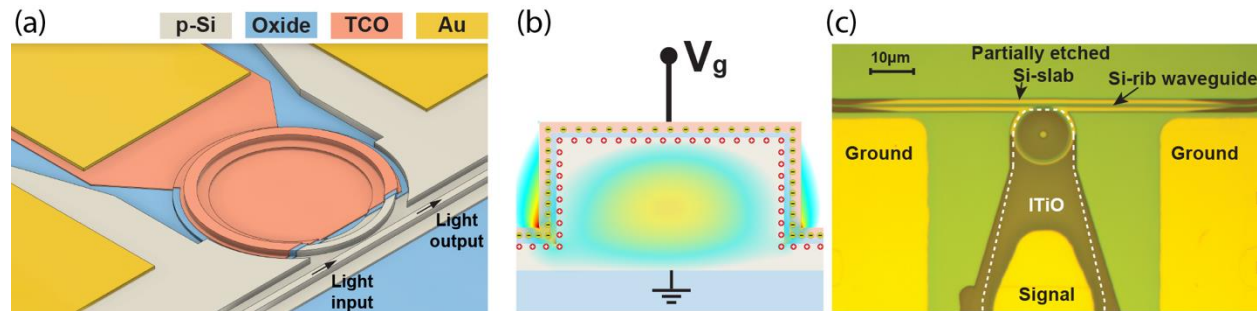 (a)
p-Si
Oxide
TCO
Au
Light
output
Light
input
(b)
Vg
(c)
10μm
Partially etched
Si-slab
Si-rib waveguide
Ground
Ground
ITiO
Signal